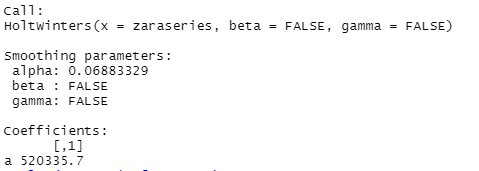 Call:
HoltWinters(x = zaraseries, beta = FALSE, gamma = FALSE)
Smoothing parameters:
alpha: 0.06883329
beta : FALSE
gamma: FALSE
Coefficients:
[,1]
a 520335.7